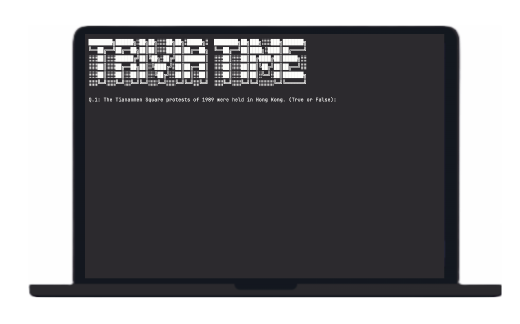 TRIVIA TIME
Q.1: The Tiananmen Square protests of 1989 were held in Hong Kong. (True or False):